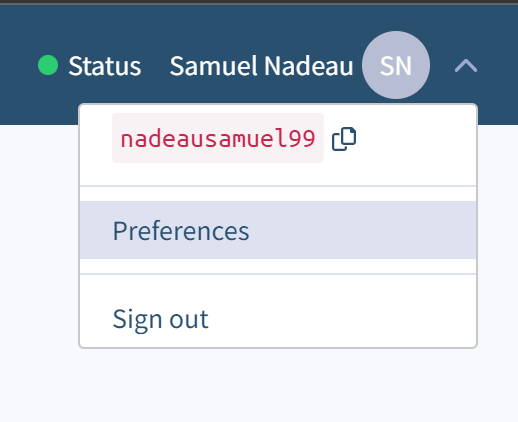 Status Samuel Nadeau SN
nadeausamuel99
Preferences
Sign out